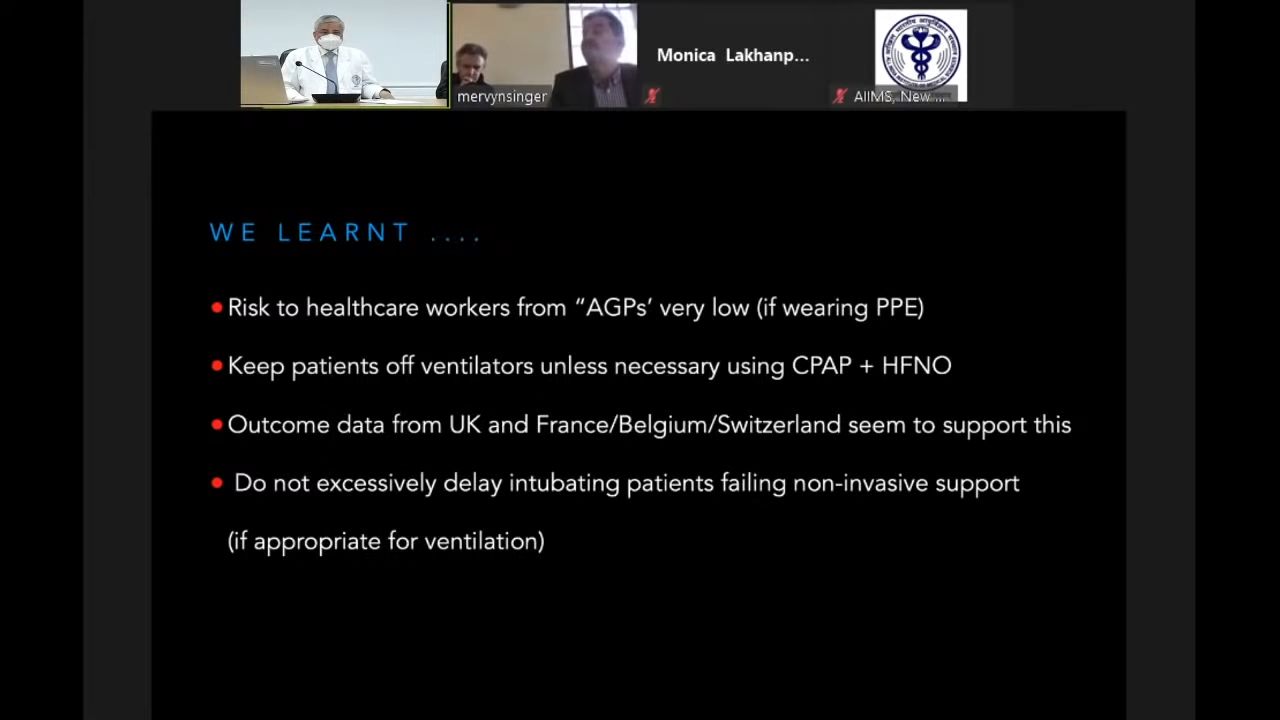 mervynsinger
Monica Lakhanp...
AIIMS, New ...
WE LEARNT ....
Risk to healthcare workers from “AGPs’ very low (if wearing PPE)
Keep patients off ventilators unless necessary using CPAP + HFNO
Outcome data from UK and France/Belgium/Switzerland seem to support this
Do not excessively delay intubating patients failing non-invasive support
(if appropriate for ventilation)